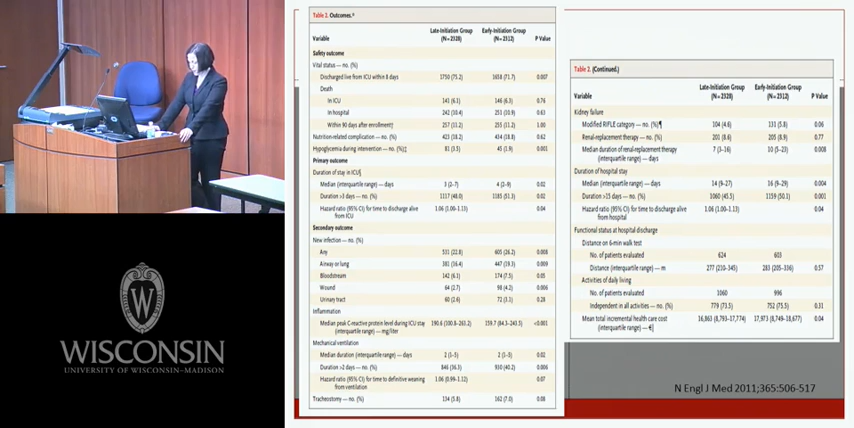 WISCONSIN
UNIVERSITY OF WISCONSIN–MADISON
Table 2. Outcomes.*
Variable
Late-Initiation Group (N=2328)
Early-Initiation Group (N=2312)
P Value
Safety outcome
Vital status — no. (%)
Discharged live from ICU within 8 days 1750 (75.2) 1658 (71.7) 0.007
Death
In ICU 141 (6.1) 146 (6.3) 0.76
In hospital 242 (10.4) 251 (10.9) 0.63
Within 90 days after enrollment† 257 (11.2) 255 (11.2) 1.00
Nutrition-related complication — no. (%) 423 (18.2) 434 (18.8) 0.62
Hypoglycemia during intervention — no. (%)‡ 81 (3.5) 45 (1.9) 0.001
Primary outcome
Duration of stay in ICU§
Median (interquartile range) — days 3 (2–7) 4 (2–9) 0.02
Duration >3 days — no. (%) 1117 (48.0) 1185 (51.3) 0.02
Hazard ratio (95% CI) for time to discharge alive from ICU 1.06 (1.00–1.13) 0.04
Secondary outcome
New infection — no. (%)
Any 531 (22.8) 605 (26.2) 0.008
Airway or lung 381 (16.4) 447 (19.3) 0.009
Bloodstream 142 (6.1) 174 (7.5) 0.05
Wound 64 (2.7) 98 (4.2) 0.006
Urinary tract 60 (2.6) 72 (3.1) 0.28
Inflammation
Median peak C-reactive protein level during ICU stay (interquartile range) — mg/liter 190.6 (100.8–263.2) 159.7 (84.3–243.5) <0.001
Mechanical ventilation
Median duration (interquartile range) — days 2 (1–5) 2 (1–5) 0.02
Duration >2 days — no. (%) 846 (36.3) 930 (40.2) 0.006
Hazard ratio (95% CI) for time to definitive weaning from ventilation 1.06 (0.99–1.12) 0.07
Tracheostomy — no. (%) 134 (5.8) 162 (7.0) 0.08
Table 2. (Continued.)
Variable
Late-Initiation Group (N=2328)
Early-Initiation Group (N=2312)
P Value
Kidney failure
Modified RIFLE category — no. (%)¶ 104 (4.6) 131 (5.8) 0.06
Renal-replacement therapy — no. (%) 201 (8.6) 205 (8.9) 0.77
Median duration of renal-replacement therapy (interquartile range) — days 7 (3–16) 10 (5–23) 0.008
Duration of hospital stay
Median (interquartile range) — days 14 (9–27) 16 (9–29) 0.004
Duration >15 days — no. (%) 1060 (45.5) 1159 (50.1) 0.001
Hazard ratio (95% CI) for time to discharge alive from hospital 1.06 (1.00–1.13) 0.04
Functional status at hospital discharge
Distance on 6-min walk test
No. of patients evaluated 624 603
Distance (interquartile range) — m 277 (210–345) 283 (205–336) 0.57
Activities of daily living
No. of patients evaluated 1060 996
Independent in all activities — no. (%) 779 (73.5) 752 (75.5) 0.31
Mean total incremental health care cost (interquartile range) — €‖ 16,863 (8,793–17,774) 17,973 (8,749–18,677) 0.04
N Engl J Med 2011;365:506-517